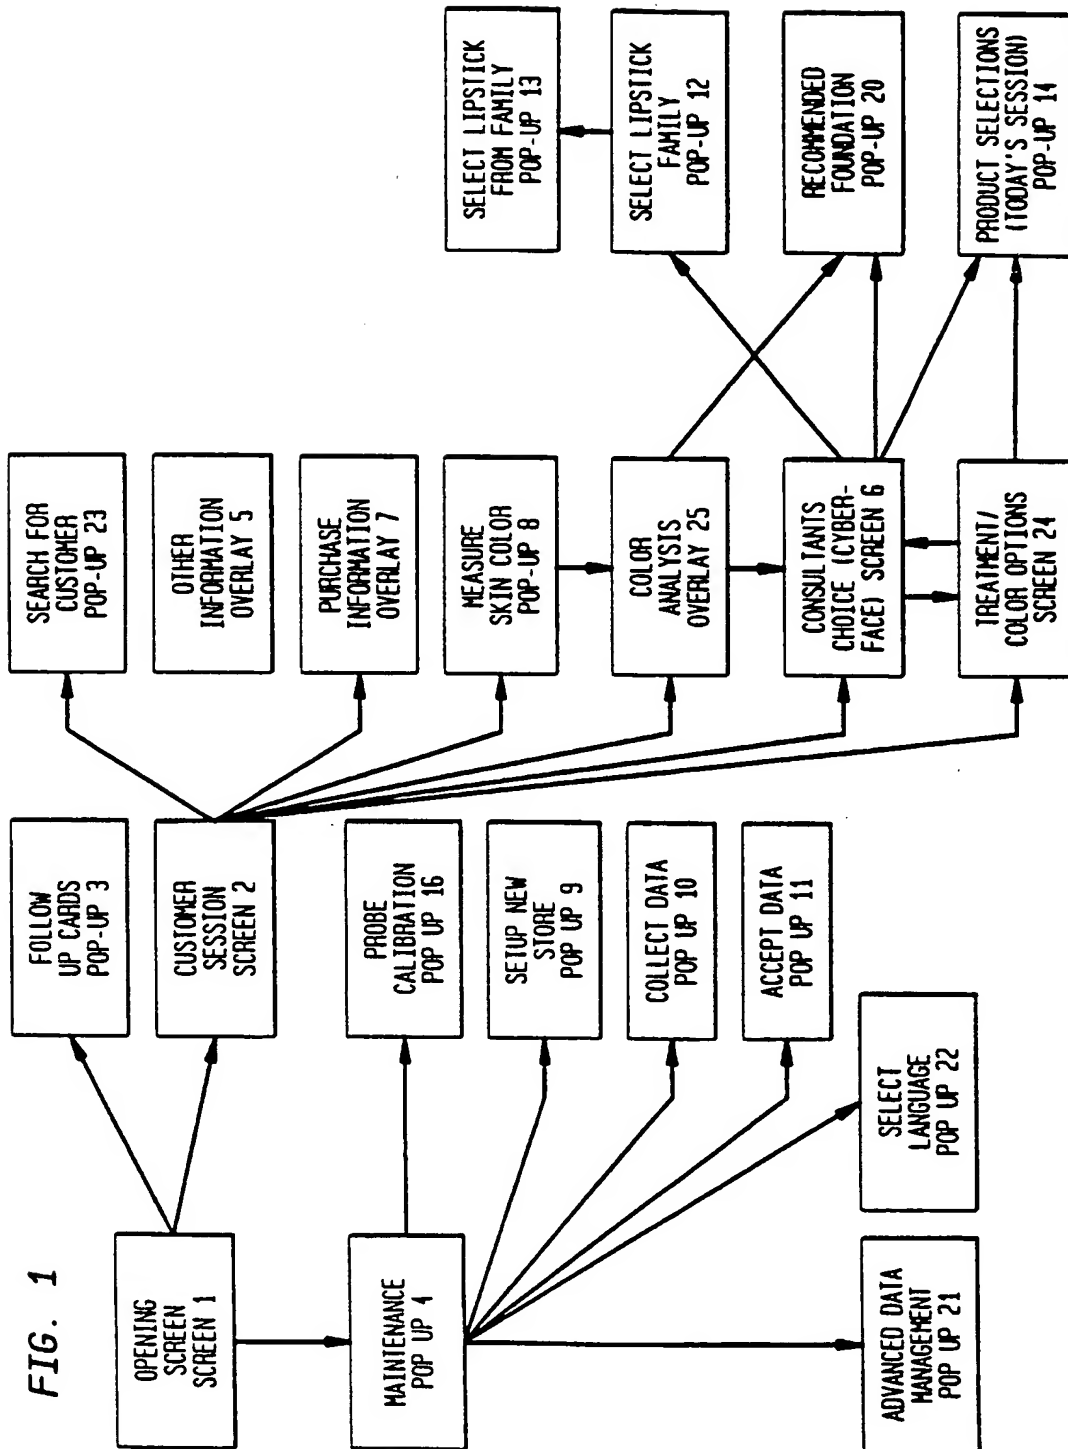 FIG. 1
OPENING
SCREEN
SCREEN 1
MAINTENANCE
POP UP 4
ADVANCED DATA
MANAGEMENT
POP UP 21
FOLLOW
UP CARDS
POP-UP 3
CUSTOMER
SESSION
SCREEN 2
PROBE
CALIBRATION
POP UP 16
SETUP NEW
STORE
POP UP 9
COLLECT DATA
POP UP 10
ACCEPT DATA
POP UP 11
SELECT
LANGUAGE
POP UP 22
SEARCH FOR
CUSTOMER
POP-UP 23
OTHER
INFORMATION
OVERLAY 5
PURCHASE
INFORMATION
OVERLAY 7
MEASURE
SKIN COLOR
POP-UP 8
COLOR
ANALYSIS
OVERLAY 25
CONSULTANTS
CHOICE (CYBER-
FACE) SCREEN 6
TREATMENT/
COLOR OPTIONS
SCREEN 24
SELECT LIPSTICK
FROM FAMILY
POP-UP 13
SELECT LIPSTICK
FAMILY
POP-UP 12
RECOMMENDED
FOUNDATION
POP-UP 20
PRODUCT SELECTIONS
(TODAY'S SESSION)
POP-UP 14